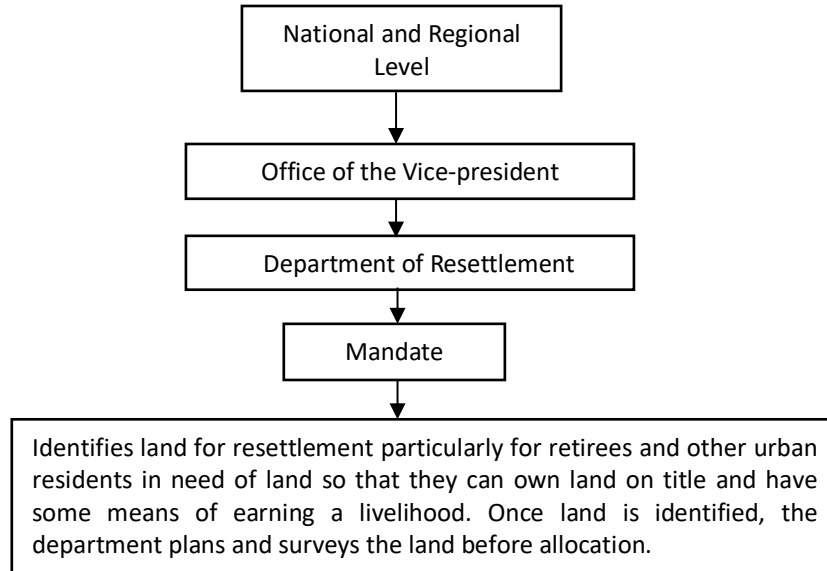 National and Regional
Level
Office of the Vice-president
Department of Resettlement
Mandate
Identifies land for resettlement particularly for retirees and other urban
residents in need of land so that they can own land on title and have
some means of earning a livelihood. Once land is identified, the
department plans and surveys the land before allocation.